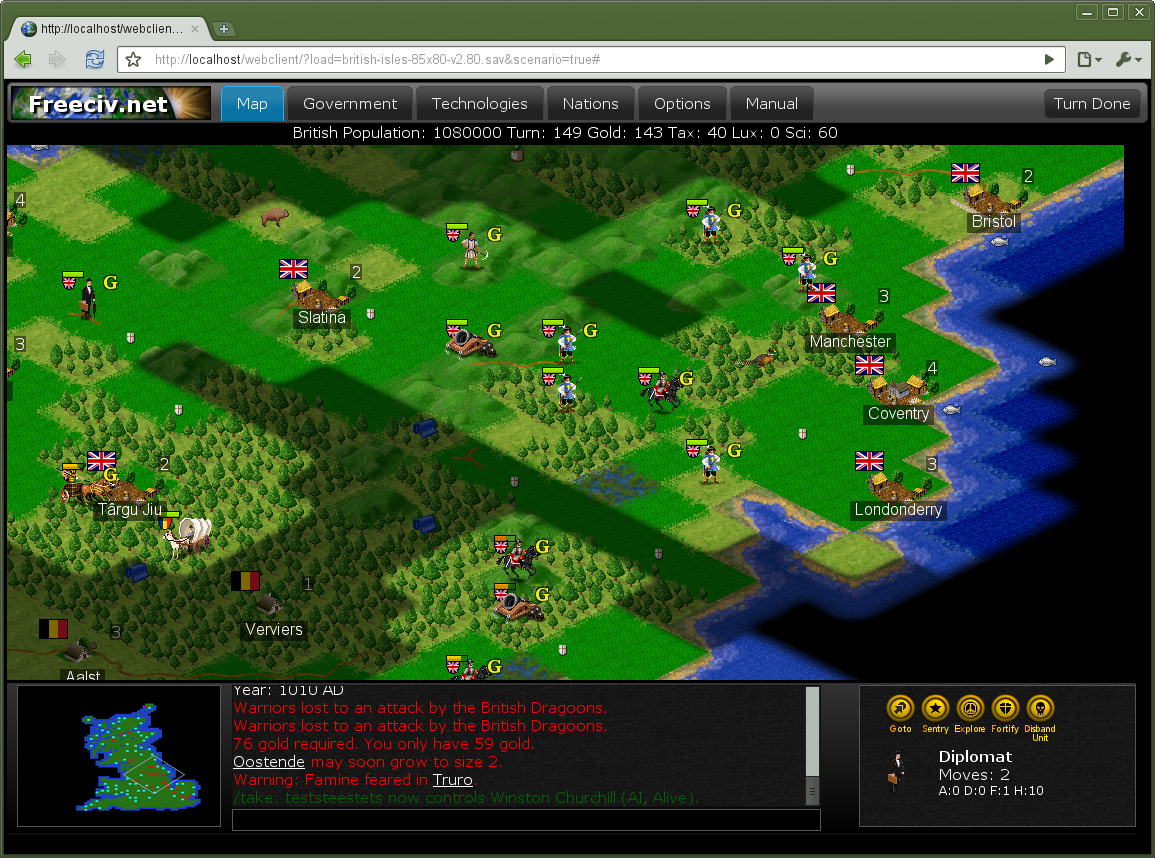 http://localhost/webclien...
http://localhost/webclient/?load=british-isles-85x80-v2.80.sav&scenario=true#
Freeciv.net
Map
Government
Technologies
Nations
Options
Manual
Turn Done
British Population: 1080000 Turn: 149 Gold: 143 Tax: 40 Lux: 0 Sci: 60
2
Bristol
4
G
G
G
G
2
Slatina
3
Manchester
G
G
3
4
Coventry
G
G
2
Târgu Jiu
G
3
Londonderry
G
G
1
Verviers
3
Aalst
G
Year: 1010 AD
Warriors lost to an attack by the British Dragoons.
Warriors lost to an attack by the British Dragoons.
76 gold required. You only have 59 gold.
Oostende may soon grow to size 2.
Warning: Famine feared in Truro.
/take: teststeestets now controls Winston Churchill (AI, Alive).
Goto
Sentry
Explore
Fortify
Disband
Unit
Diplomat
Moves: 2
A:0 D:0 F:1 H:10